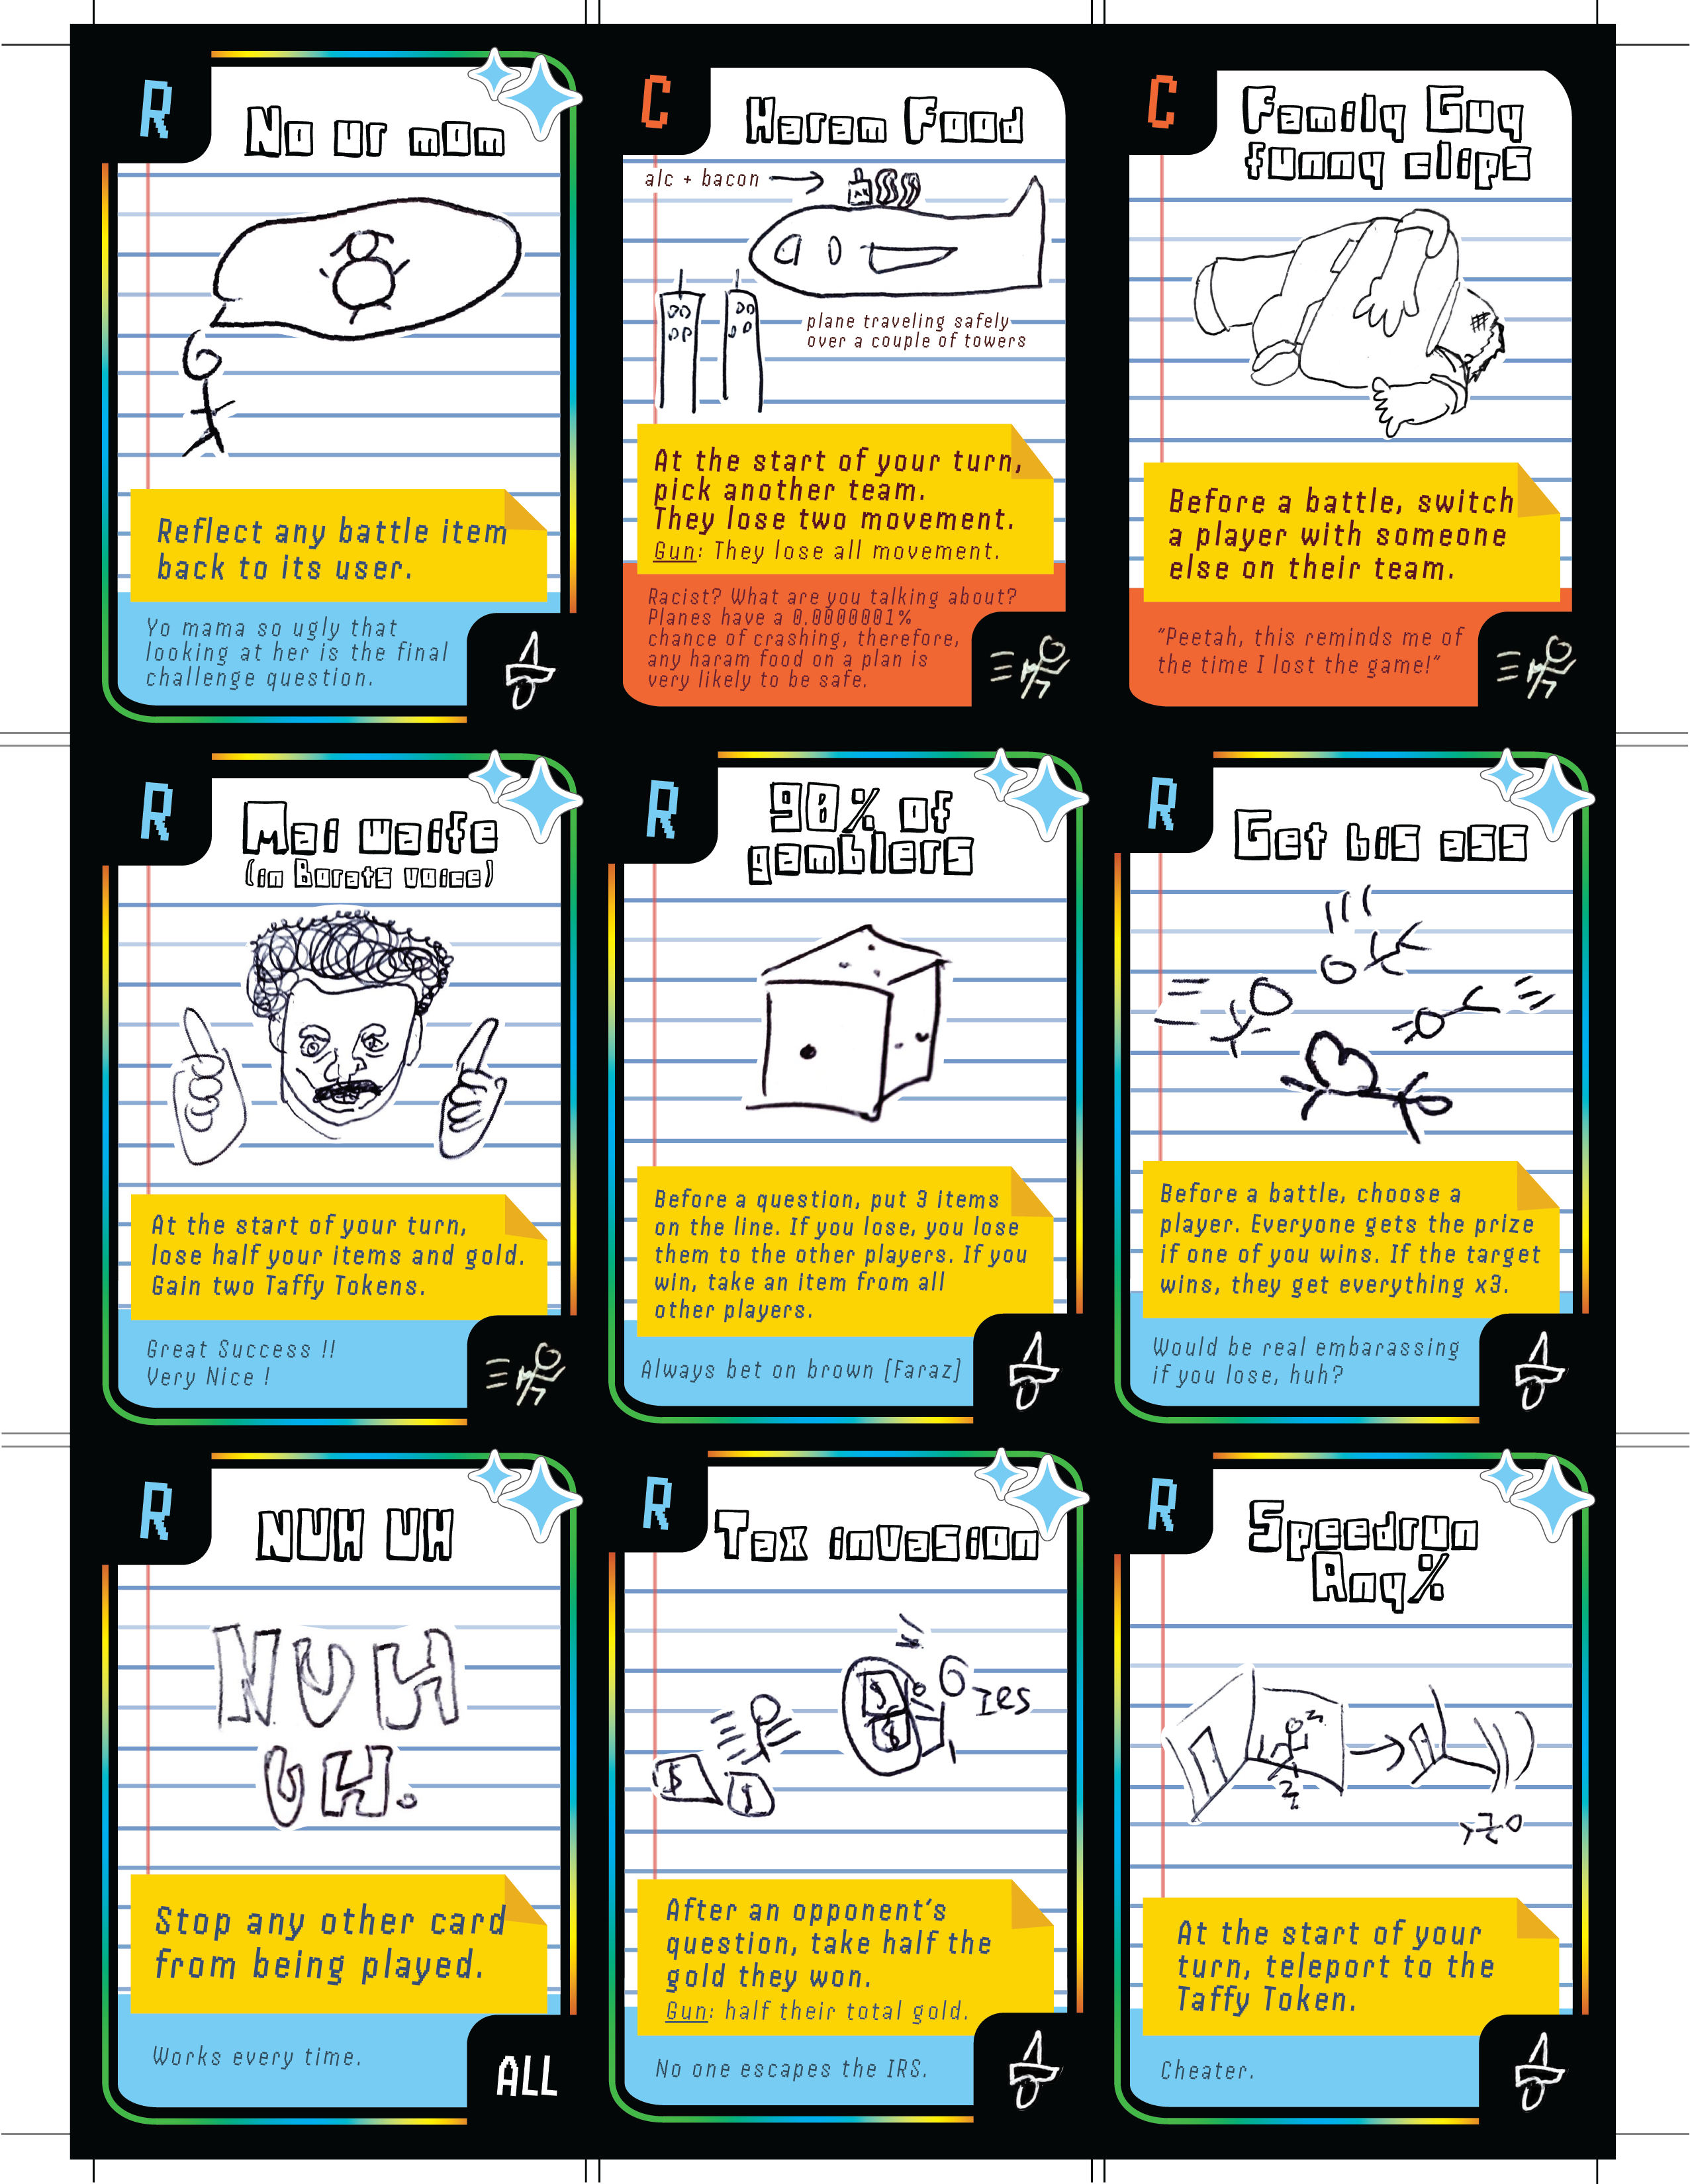 R
No ur mom
Reflect any battle item
back to its user.
Yo mama so ugly that
looking at her is the final
challenge question.
C
Haram Food
alc + bacon
plane traveling safely
over a couple of towers
At the start of your turn,
pick another team.
They lose two movement.
Gun: They lose all movement.
Racist? What are you talking about?
Planes have a 0.0000001%
chance of crashing, therefore,
any haram food on a plan is
very likely to be safe.
C
Family Guy
funny clips
Before a battle, switch
a player with someone
else on their team.
"Peetah, this reminds me of
the time I lost the game!"
R
Mai waife
(in Borats voice)
At the start of your turn,
lose half your items and gold.
Gain two Taffy Tokens.
Great Success !!
Very Nice !
R
90% of
gamblers
Before a question, put 3 items
on the line. If you lose, you lose
them to the other players. If you
win, take an item from all
other players.
Always bet on brown (Faraz)
R
Get his ass
Before a battle, choose a
player. Everyone gets the prize
if one of you wins. If the target
wins, they get everything x3.
Would be real embarassing
if you lose, huh?
R
NUH UH
NUH
UH.
Stop any other card
from being played.
Works every time.
ALL
R
Tax invasion
$
$
$
$
IRS
After an opponent's
question, take half the
gold they won.
Gun: half their total gold.
No one escapes the IRS.
R
Speedrun
Any%
At the start of your
turn, teleport to the
Taffy Token.
Cheater.